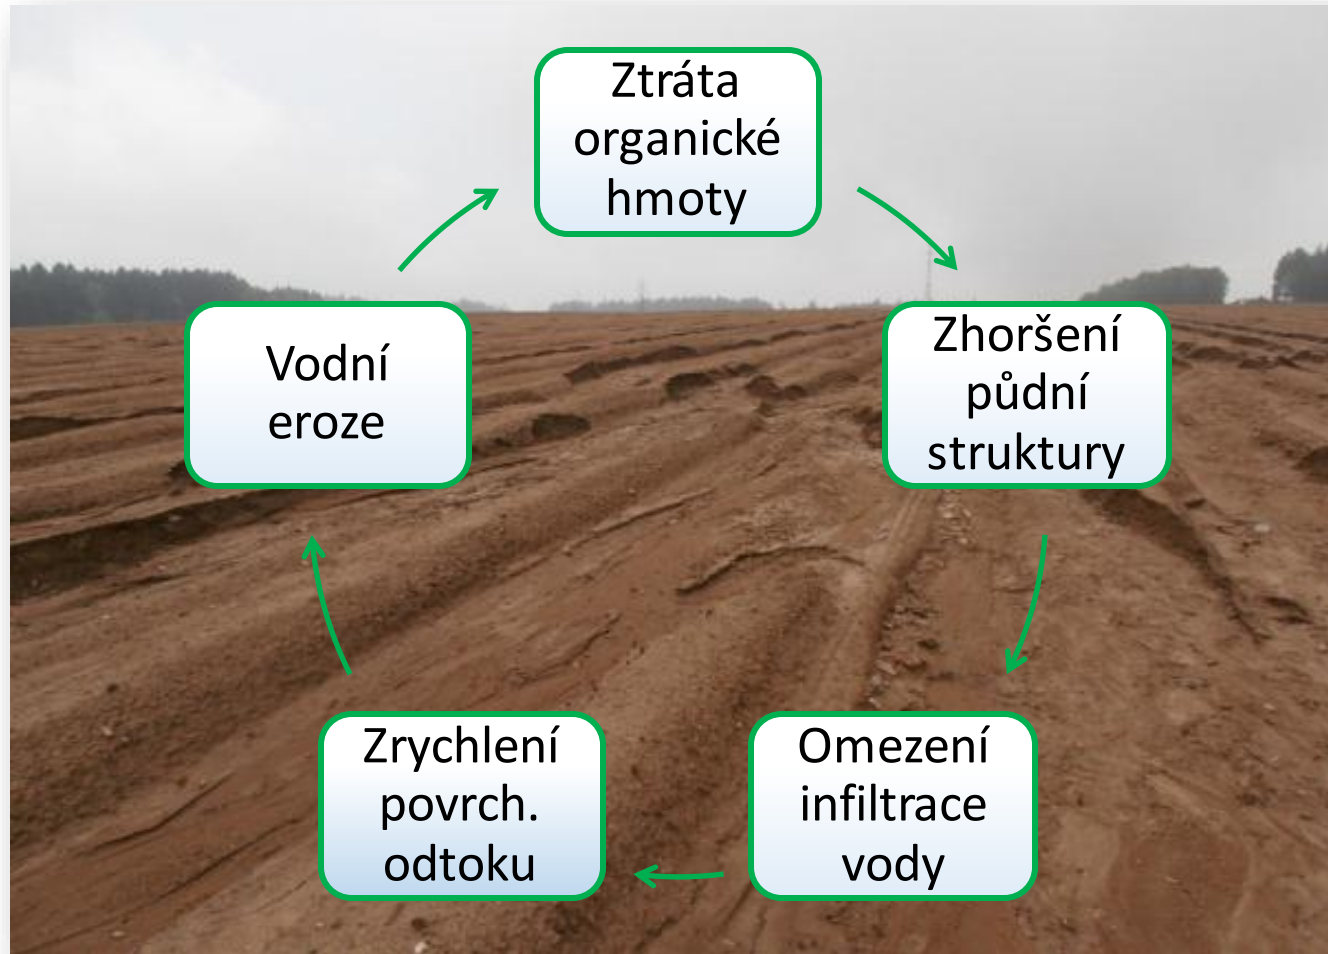 Ztráta
organické
hmoty
Zhoršení
půdní
struktury
Omezení
infiltrace
vody
Zrychlení
povrch.
odtoku
Vodní
eroze